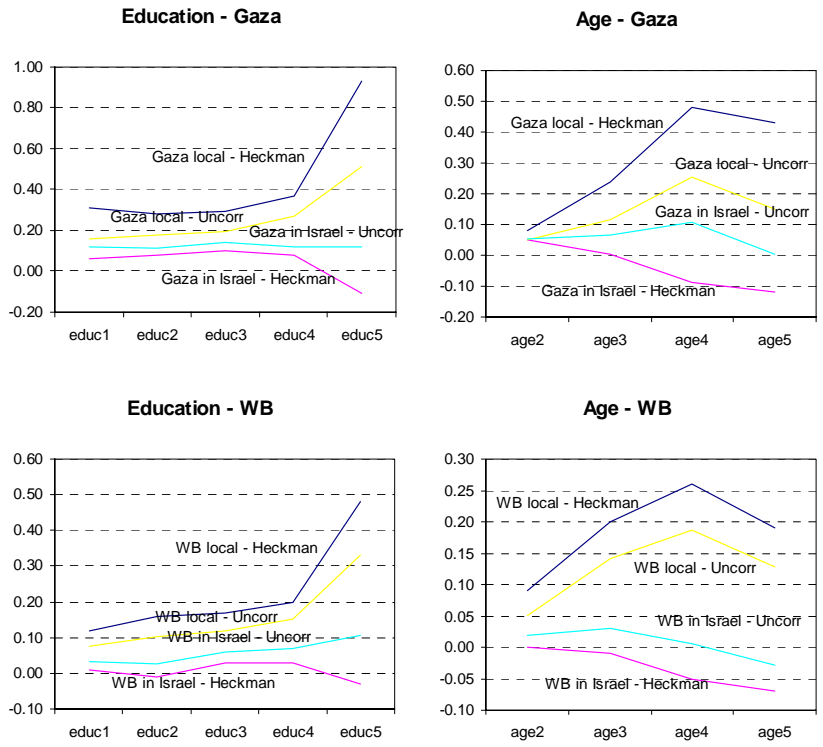 Education - Gaza
1.00
0.80
0.60
0.40
0.20
0.00
-0.20
Gaza local - Heckman
Gaza local - Uncorr
Gaza in Israel - Uncorr
Gaza in Israel - Heckman
educ1 educ2 educ3 educ4 educ5
Age - Gaza
0.60
0.50
0.40
0.30
0.20
0.10
0.00
-0.10
-0.20
Gaza local - Heckman
Gaza local - Uncorr
Gaza in Israel - Uncorr
Gaza in Israel - Heckman
age2 age3 age4 age5
Education - WB
0.60
0.50
0.40
0.30
0.20
0.10
0.00
-0.10
WB local - Heckman
WB local - Uncorr
WB in Israel - Uncorr
WB in Israel - Heckman
educ1 educ2 educ3 educ4 educ5
Age - WB
0.30
0.25
0.20
0.15
0.10
0.05
0.00
-0.05
-0.10
WB local - Heckman
WB local - Uncorr
WB in Israel - Uncorr
WB in Israel - Heckman
age2 age3 age4 age5